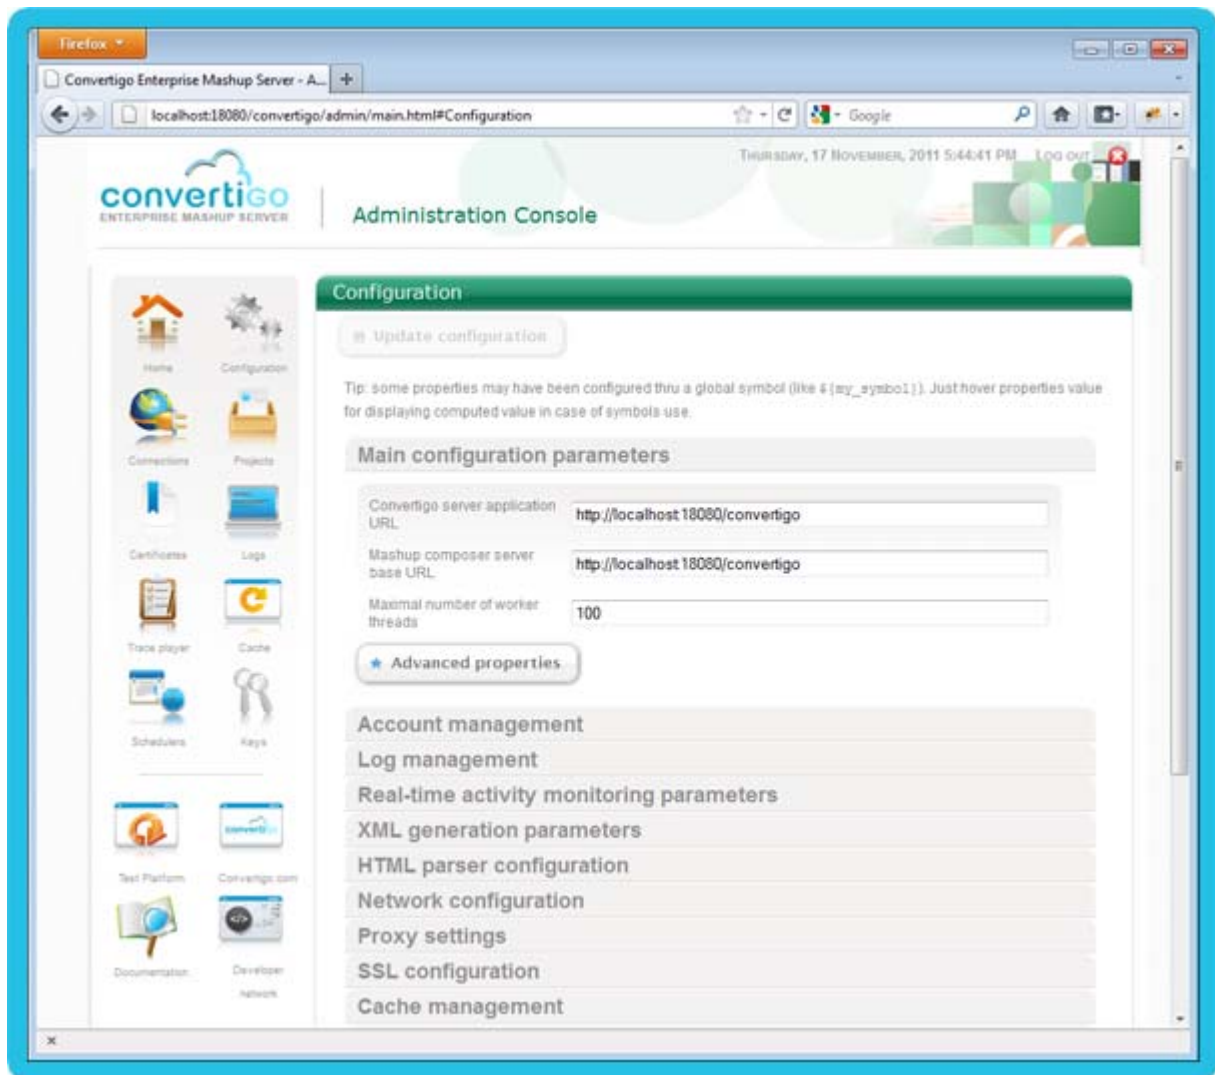 Firefox
Convertigo Enterprise Mashup Server - A...
localhost:18080/convertigo/admin/main.html#Configuration
Google
THURSDAY, 17 NOVEMBER, 2011 5:44:41 PM LOG OUT
convertigo
ENTERPRISE MASHUP SERVER
Administration Console
Configuration
Update configuration
Home
Configuration
Tip: some properties may have been configured thru a global symbol (like ${my_symbol}). Just hover properties value
for displaying computed value in case of symbols use.
Connections
Projects
Main configuration parameters
Convertigo server application
URL
http://localhost:18080/convertigo
Certificates
Logs
Mashup composer server
base URL
http://localhost:18080/convertigo
Maximal number of worker
threads
100
Trace player
Cache
Advanced properties
Schedulers
Keys
Account management
Log management
Real-time activity monitoring parameters
XML generation parameters
HTML parser configuration
Network configuration
Proxy settings
SSL configuration
Cache management
convertigo
Test Platform
Convertigo.com
Documentation
Developer
network